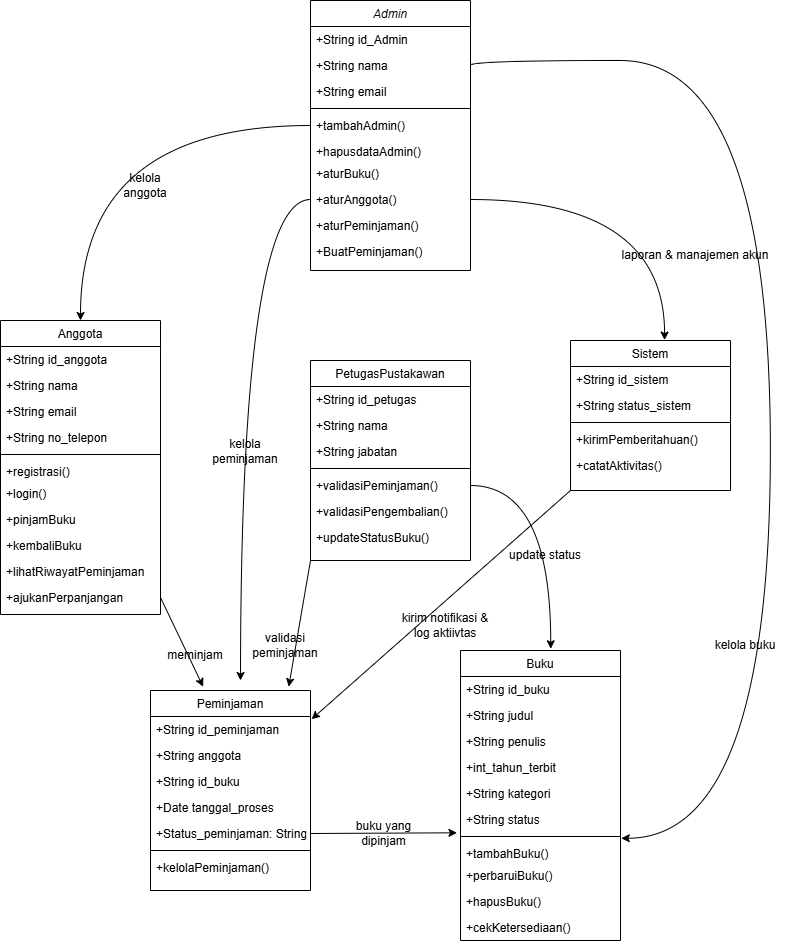 Admin
+String id_Admin
+String nama
+String email
+tambahAdmin()
+hapusdataAdmin()
+aturBuku()
+aturAnggota()
+aturPeminjaman()
+BuatPeminjaman()
kelola
anggota
laporan & manajemen akun
Anggota
+String id_anggota
+String nama
+String email
+String no_telepon
+registrasi()
+login()
+pinjamBuku
+kembaliBuku
+lihatRiwayatPeminjaman
+ajukanPerpanjangan
kelola
peminjaman
PetugasPustakawan
+String id_petugas
+String nama
+String jabatan
+validasiPeminjaman()
+validasiPengembalian()
+updateStatusBuku()
Sistem
+String id_sistem
+String status_sistem
+kirimPemberitahuan()
+catatAktivitas()
update status
kirim notifikasi &
log aktiivtas
meminjam
validasi
peminjaman
kelola buku
Peminjaman
+String id_peminjaman
+String anggota
+String id_buku
+Date tanggal_proses
+Status_peminjaman: String
+kelolaPeminjaman()
buku yang
dipinjam
Buku
+String id_buku
+String judul
+String penulis
+int_tahun_terbit
+String kategori
+String status
+tambahBuku()
+perbaruiBuku()
+hapusBuku()
+cekKetersediaan()